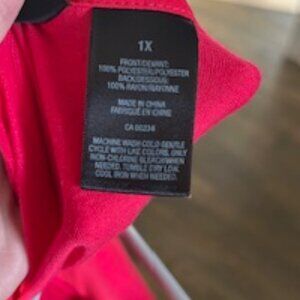 1X
FRONT/DEVANT:
100% POLYESTER/POLYESTER
BACK/DESSOUS:
100% RAYON/RAYONNE
MADE IN CHINA
FABRIQUÉ EN CHINE
CA 00234
MACHINE WASH COLD GENTLE
CYCLE WITH LIKE COLORS. ONLY
NON-CHLORINE BLEACH WHEN
NEEDED. TUMBLE DRY LOW.
COOL IRON WHEN NEEDED.